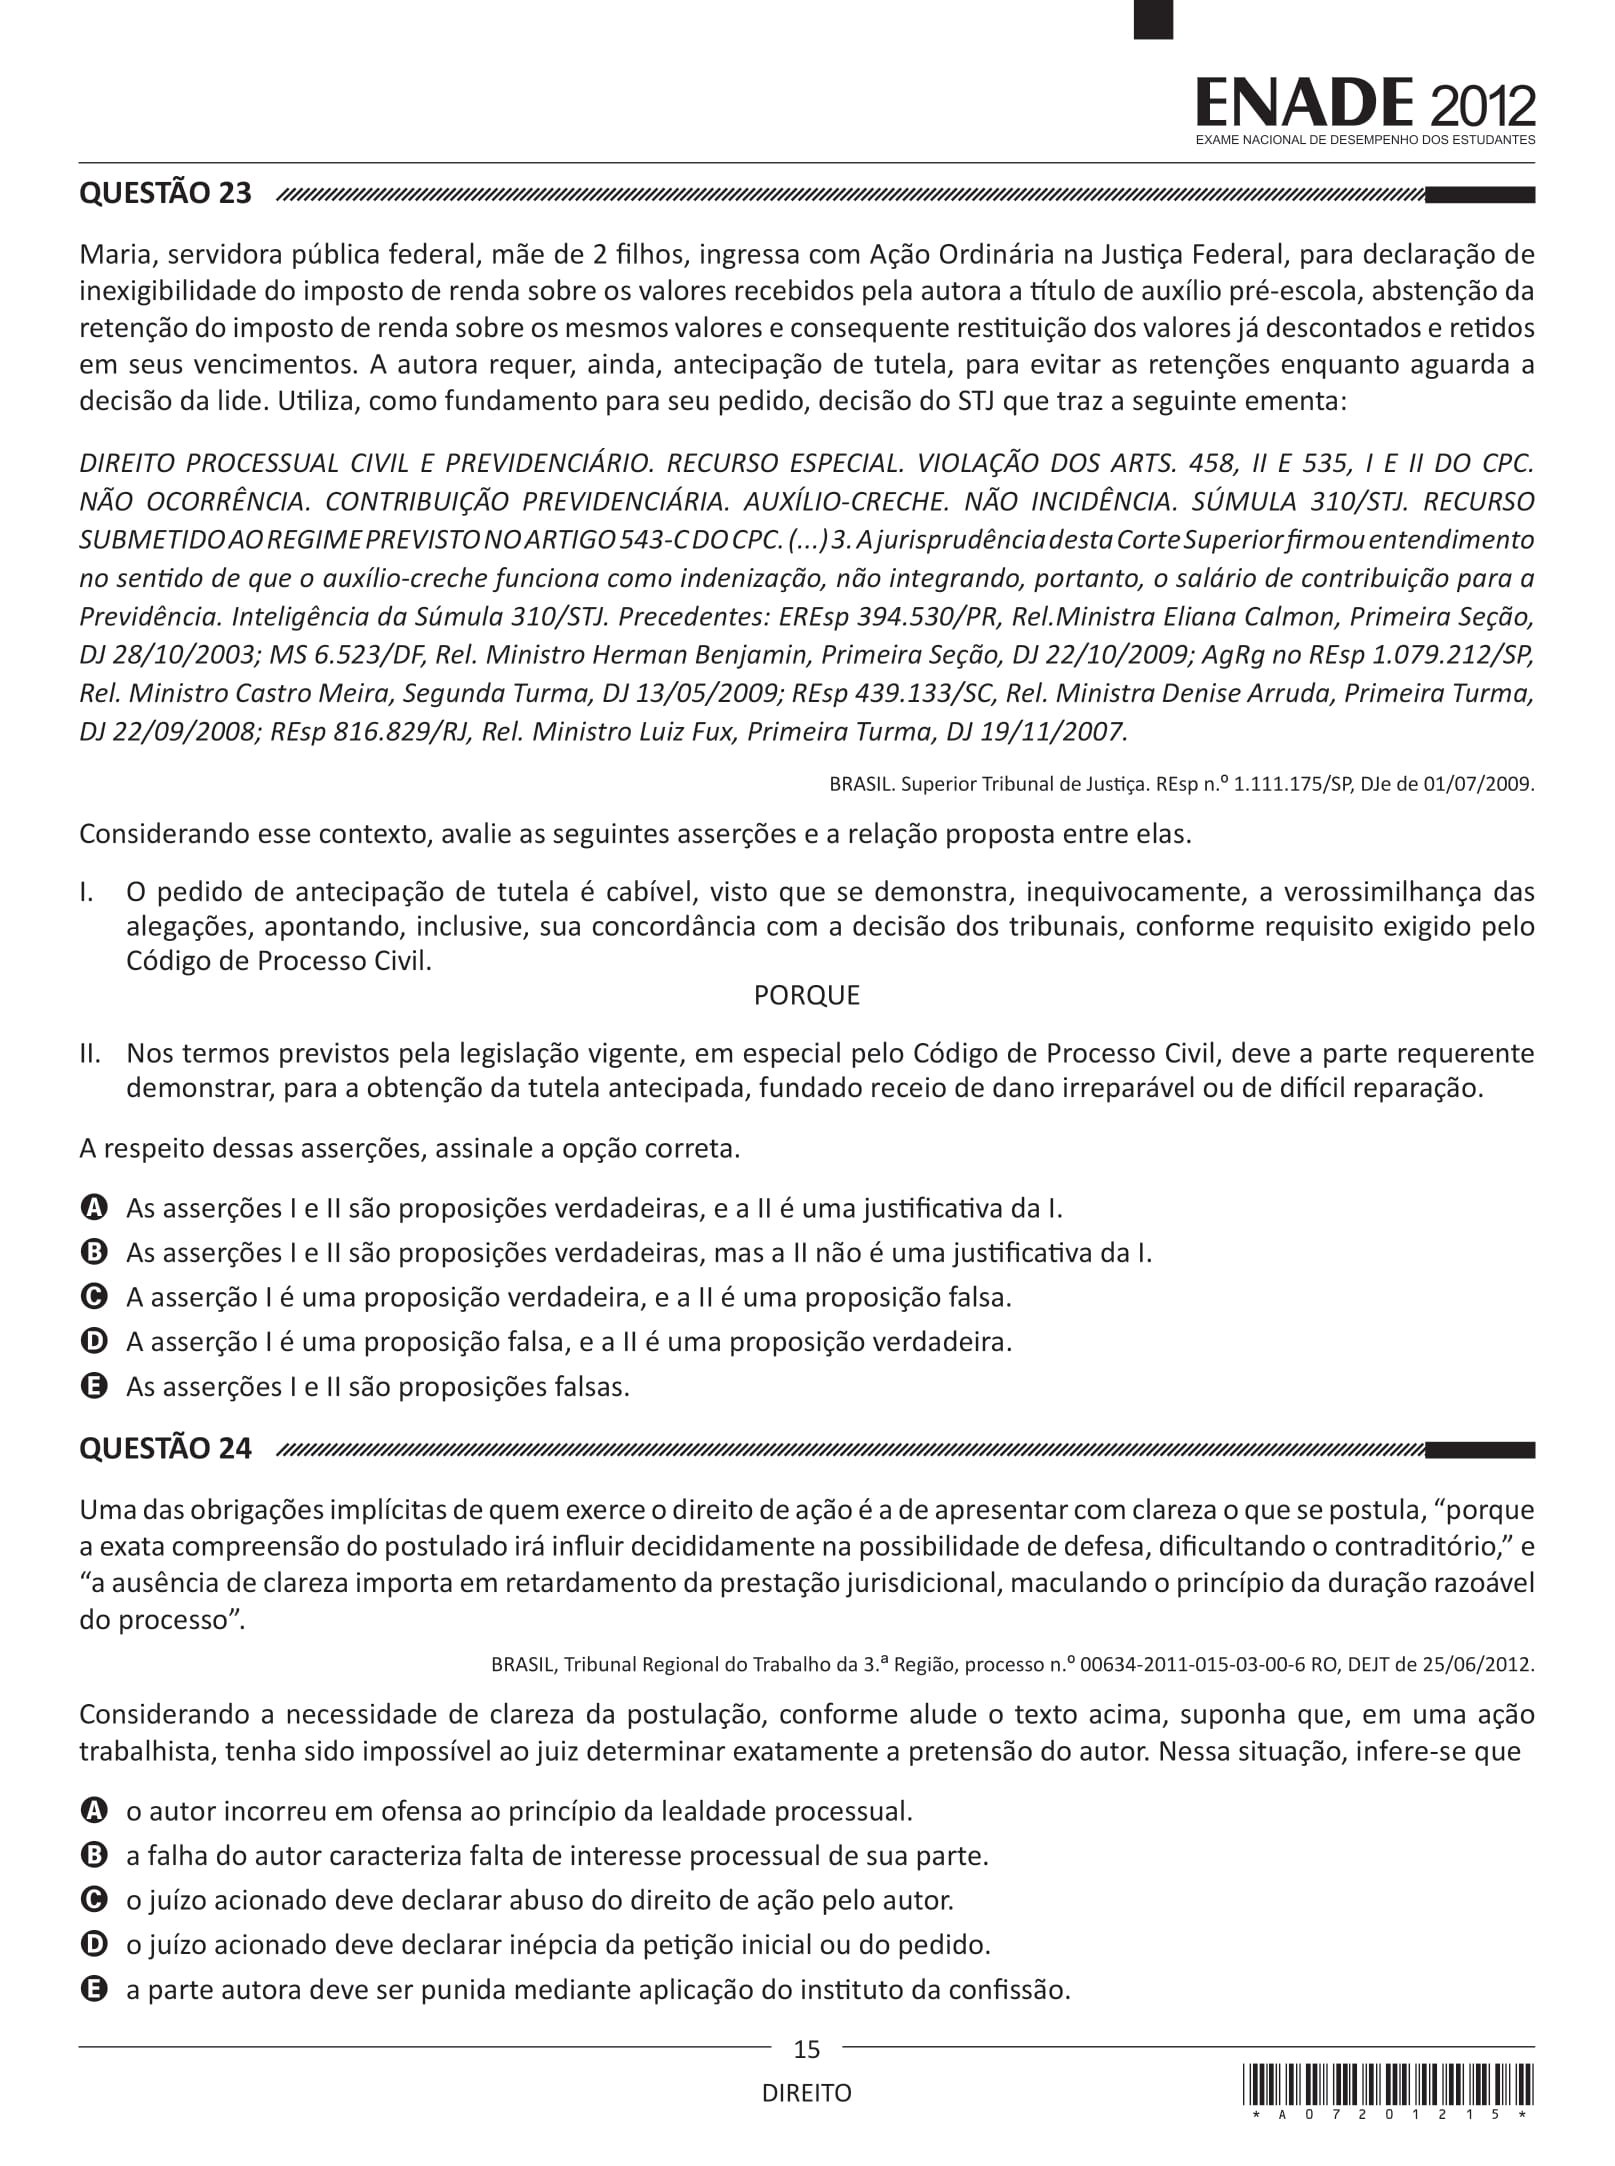 ENADE 2012
EXAME NACIONAL DE DESEMPENHO DOS ESTUDANTES
QUESTÃO 23
Maria, servidora pública federal, mãe de 2 filhos, ingressa com Ação Ordinária na Justiça Federal, para declaração de
inexigibilidade do imposto de renda sobre os valores recebidos pela autora a título de auxílio pré-escola, abstenção da
retenção do imposto de renda sobre os mesmos valores e consequente restituição dos valores já descontados e retidos
em seus vencimentos. A autora requer, ainda, antecipação de tutela, para evitar as retenções enquanto aguarda a
decisão da lide. Utiliza, como fundamento para seu pedido, decisão do STJ que traz a seguinte ementa:
DIREITO PROCESSUAL CIVIL E PREVIDENCIÁRIO. RECURSO ESPECIAL. VIOLAÇÃO DOS ARTS. 458, II E 535, I E II DO CPC.
NÃO OCORRÊNCIA. CONTRIBUIÇÃO PREVIDENCIÁRIA. AUXÍLIO-CRECHE. NÃO INCIDÊNCIA. SÚMULA 310/STJ. RECURSO
SUBMETIDO AO REGIME PREVISTO NO ARTIGO 543-C DO CPC. (...) 3. A jurisprudência desta Corte Superior firmou entendimento
no sentido de que o auxílio-creche funciona como indenização, não integrando, portanto, o salário de contribuição para a
Previdência. Inteligência da Súmula 310/STJ. Precedentes: EREsp 394.530/PR, Rel.Ministra Eliana Calmon, Primeira Seção,
DJ 28/10/2003; MS 6.523/DF, Rel. Ministro Herman Benjamin, Primeira Seção, DJ 22/10/2009; AgRg no REsp 1.079.212/SP,
Rel. Ministro Castro Meira, Segunda Turma, DJ 13/05/2009; REsp 439.133/SC, Rel. Ministra Denise Arruda, Primeira Turma,
DJ 22/09/2008; REsp 816.829/RJ, Rel. Ministro Luiz Fux, Primeira Turma, DJ 19/11/2007.
BRASIL. Superior Tribunal de Justiça. REsp n.º 1.111.175/SP, DJe de 01/07/2009.
Considerando esse contexto, avalie as seguintes asserções e a relação proposta entre elas.
I. O pedido de antecipação de tutela é cabível, visto que se demonstra, inequivocamente, a verossimilhança das
alegações, apontando, inclusive, sua concordância com a decisão dos tribunais, conforme requisito exigido pelo
Código de Processo Civil.
PORQUE
II. Nos termos previstos pela legislação vigente, em especial pelo Código de Processo Civil, deve a parte requerente
demonstrar, para a obtenção da tutela antecipada, fundado receio de dano irreparável ou de difícil reparação.
A respeito dessas asserções, assinale a opção correta.
A As asserções I e II são proposições verdadeiras, e a II é uma justificativa da I.
B As asserções I e II são proposições verdadeiras, mas a II não é uma justificativa da I.
C A asserção I é uma proposição verdadeira, e a II é uma proposição falsa.
D A asserção I é uma proposição falsa, e a II é uma proposição verdadeira.
E As asserções I e II são proposições falsas.
QUESTÃO 24
Uma das obrigações implícitas de quem exerce o direito de ação é a de apresentar com clareza o que se postula, “porque
a exata compreensão do postulado irá influir decididamente na possibilidade de defesa, dificultando o contraditório,” e
“a ausência de clareza importa em retardamento da prestação jurisdicional, maculando o princípio da duração razoável
do processo”.
BRASIL, Tribunal Regional do Trabalho da 3.ª Região, processo n.º 00634-2011-015-03-00-6 RO, DEJT de 25/06/2012.
Considerando a necessidade de clareza da postulação, conforme alude o texto acima, suponha que, em uma ação
trabalhista, tenha sido impossível ao juiz determinar exatamente a pretensão do autor. Nessa situação, infere-se que
A o autor incorreu em ofensa ao princípio da lealdade processual.
B a falha do autor caracteriza falta de interesse processual de sua parte.
C o juízo acionado deve declarar abuso do direito de ação pelo autor.
D o juízo acionado deve declarar inépcia da petição inicial ou do pedido.
E a parte autora deve ser punida mediante aplicação do instituto da confissão.
15
DIREITO
* A 0 7 2 0 1 2 1 5 *